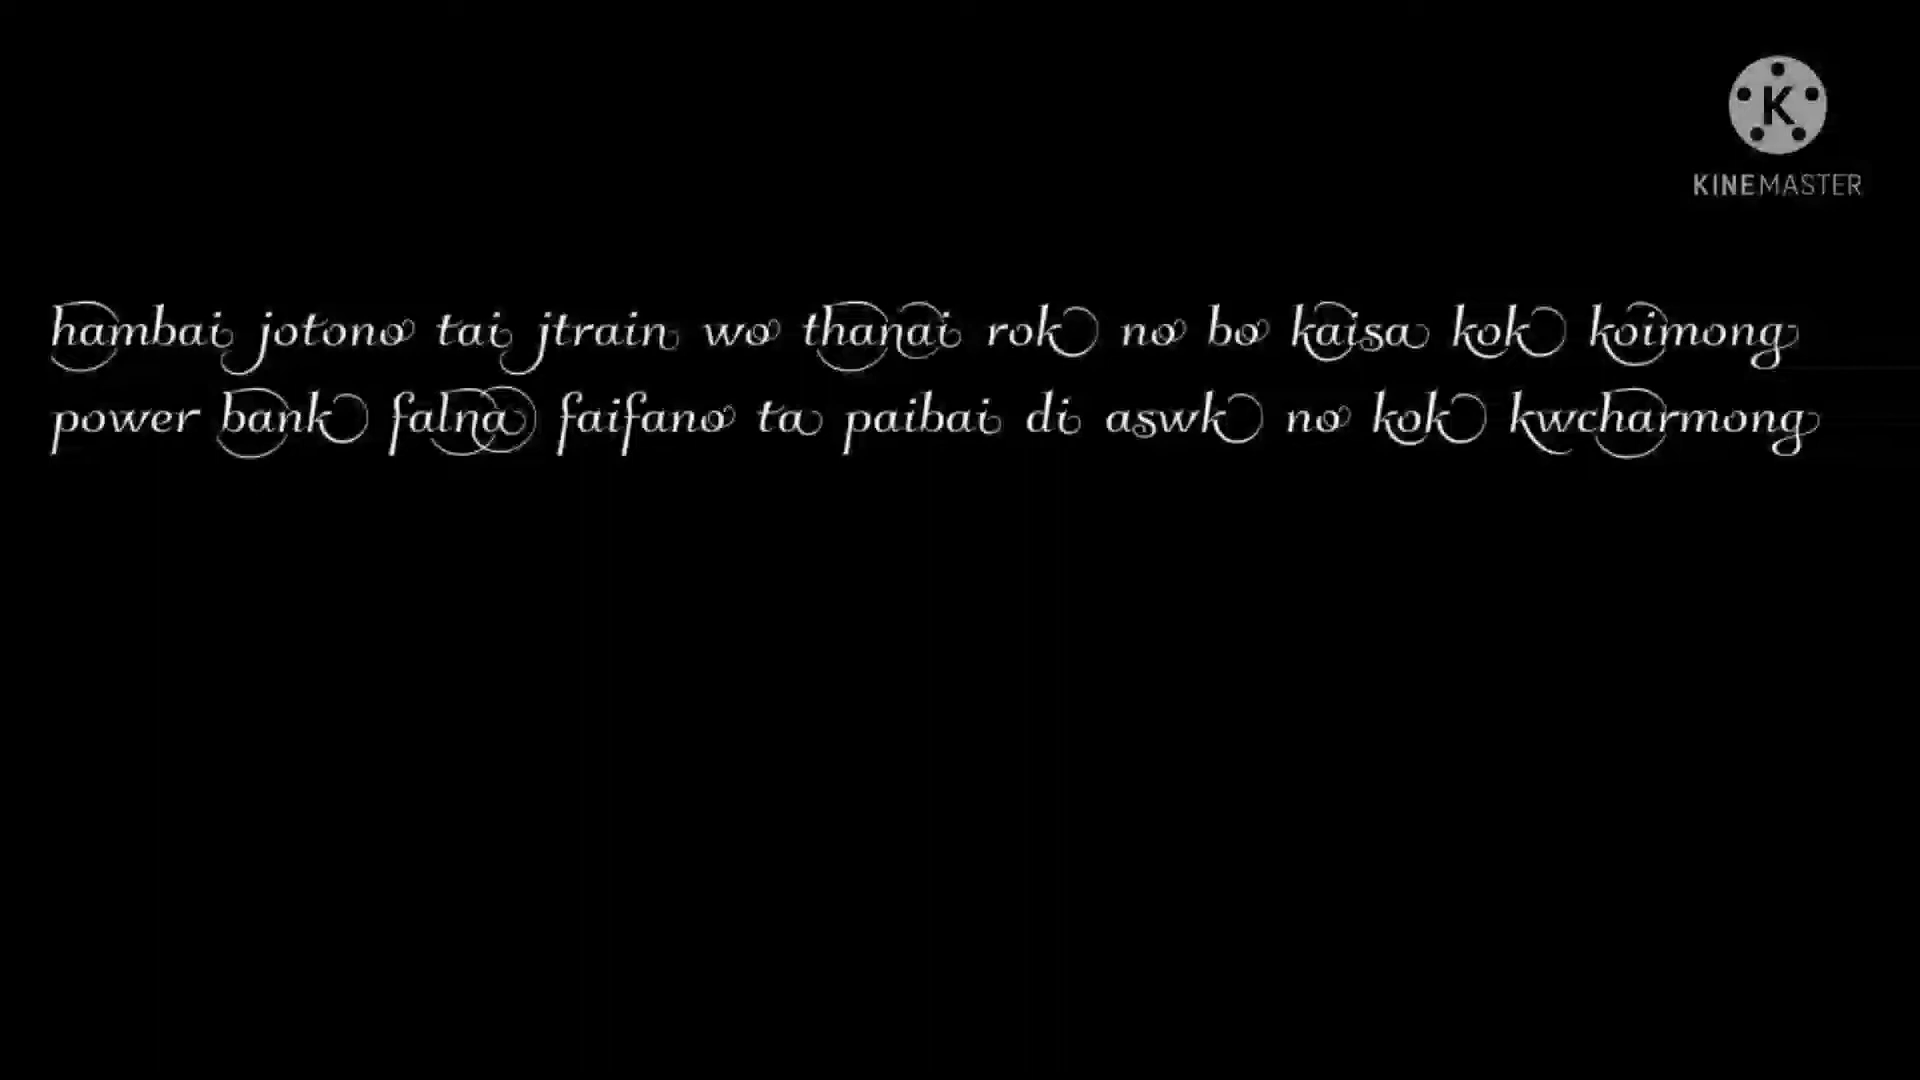 KINEMASTER
hambai jotono tai jtrain wo thanai rok no bo kaisa kok koimong
power bank falna faifano ta paibai di aswk no kok kwcharmong